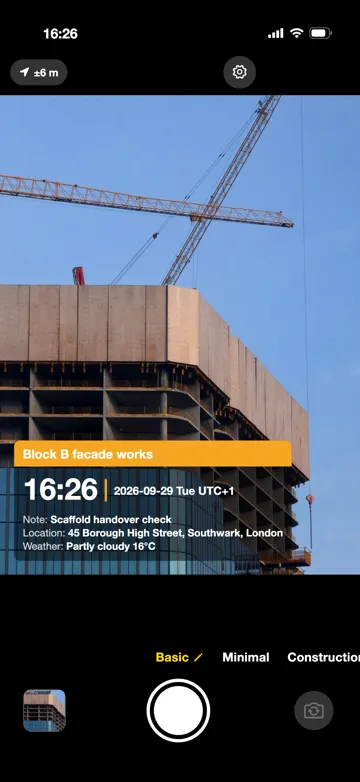 16:26
±6 m
Block B facade works
16:26 2026-09-29 Tue UTC+1
Note: Scaffold handover check
Location: 45 Borough High Street, Southwark, London
Weather: Partly cloudy 16°C
Basic Minimal Construction